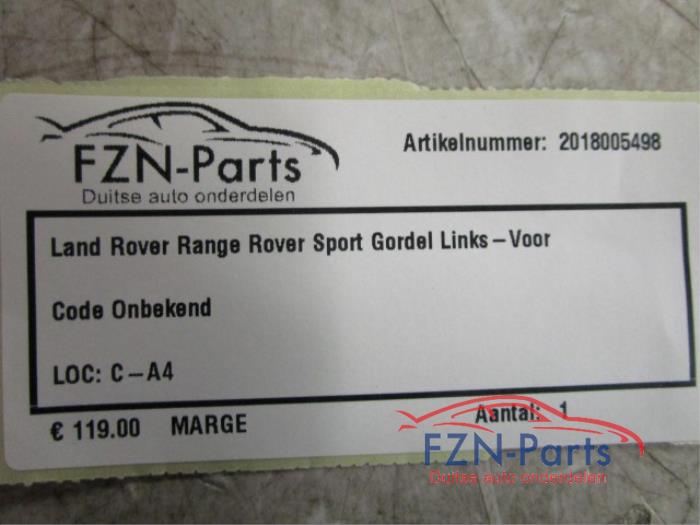 FZN-Parts
Duitse auto onderdelen
Artikelnummer: 2018005498
Land Rover Range Rover Sport Gordel Links-Voor
Code Onbekend
LOC: C-A4
€ 119.00 MARGE
Aantal: 1
FZN-Parts
Duitse auto onderdelen